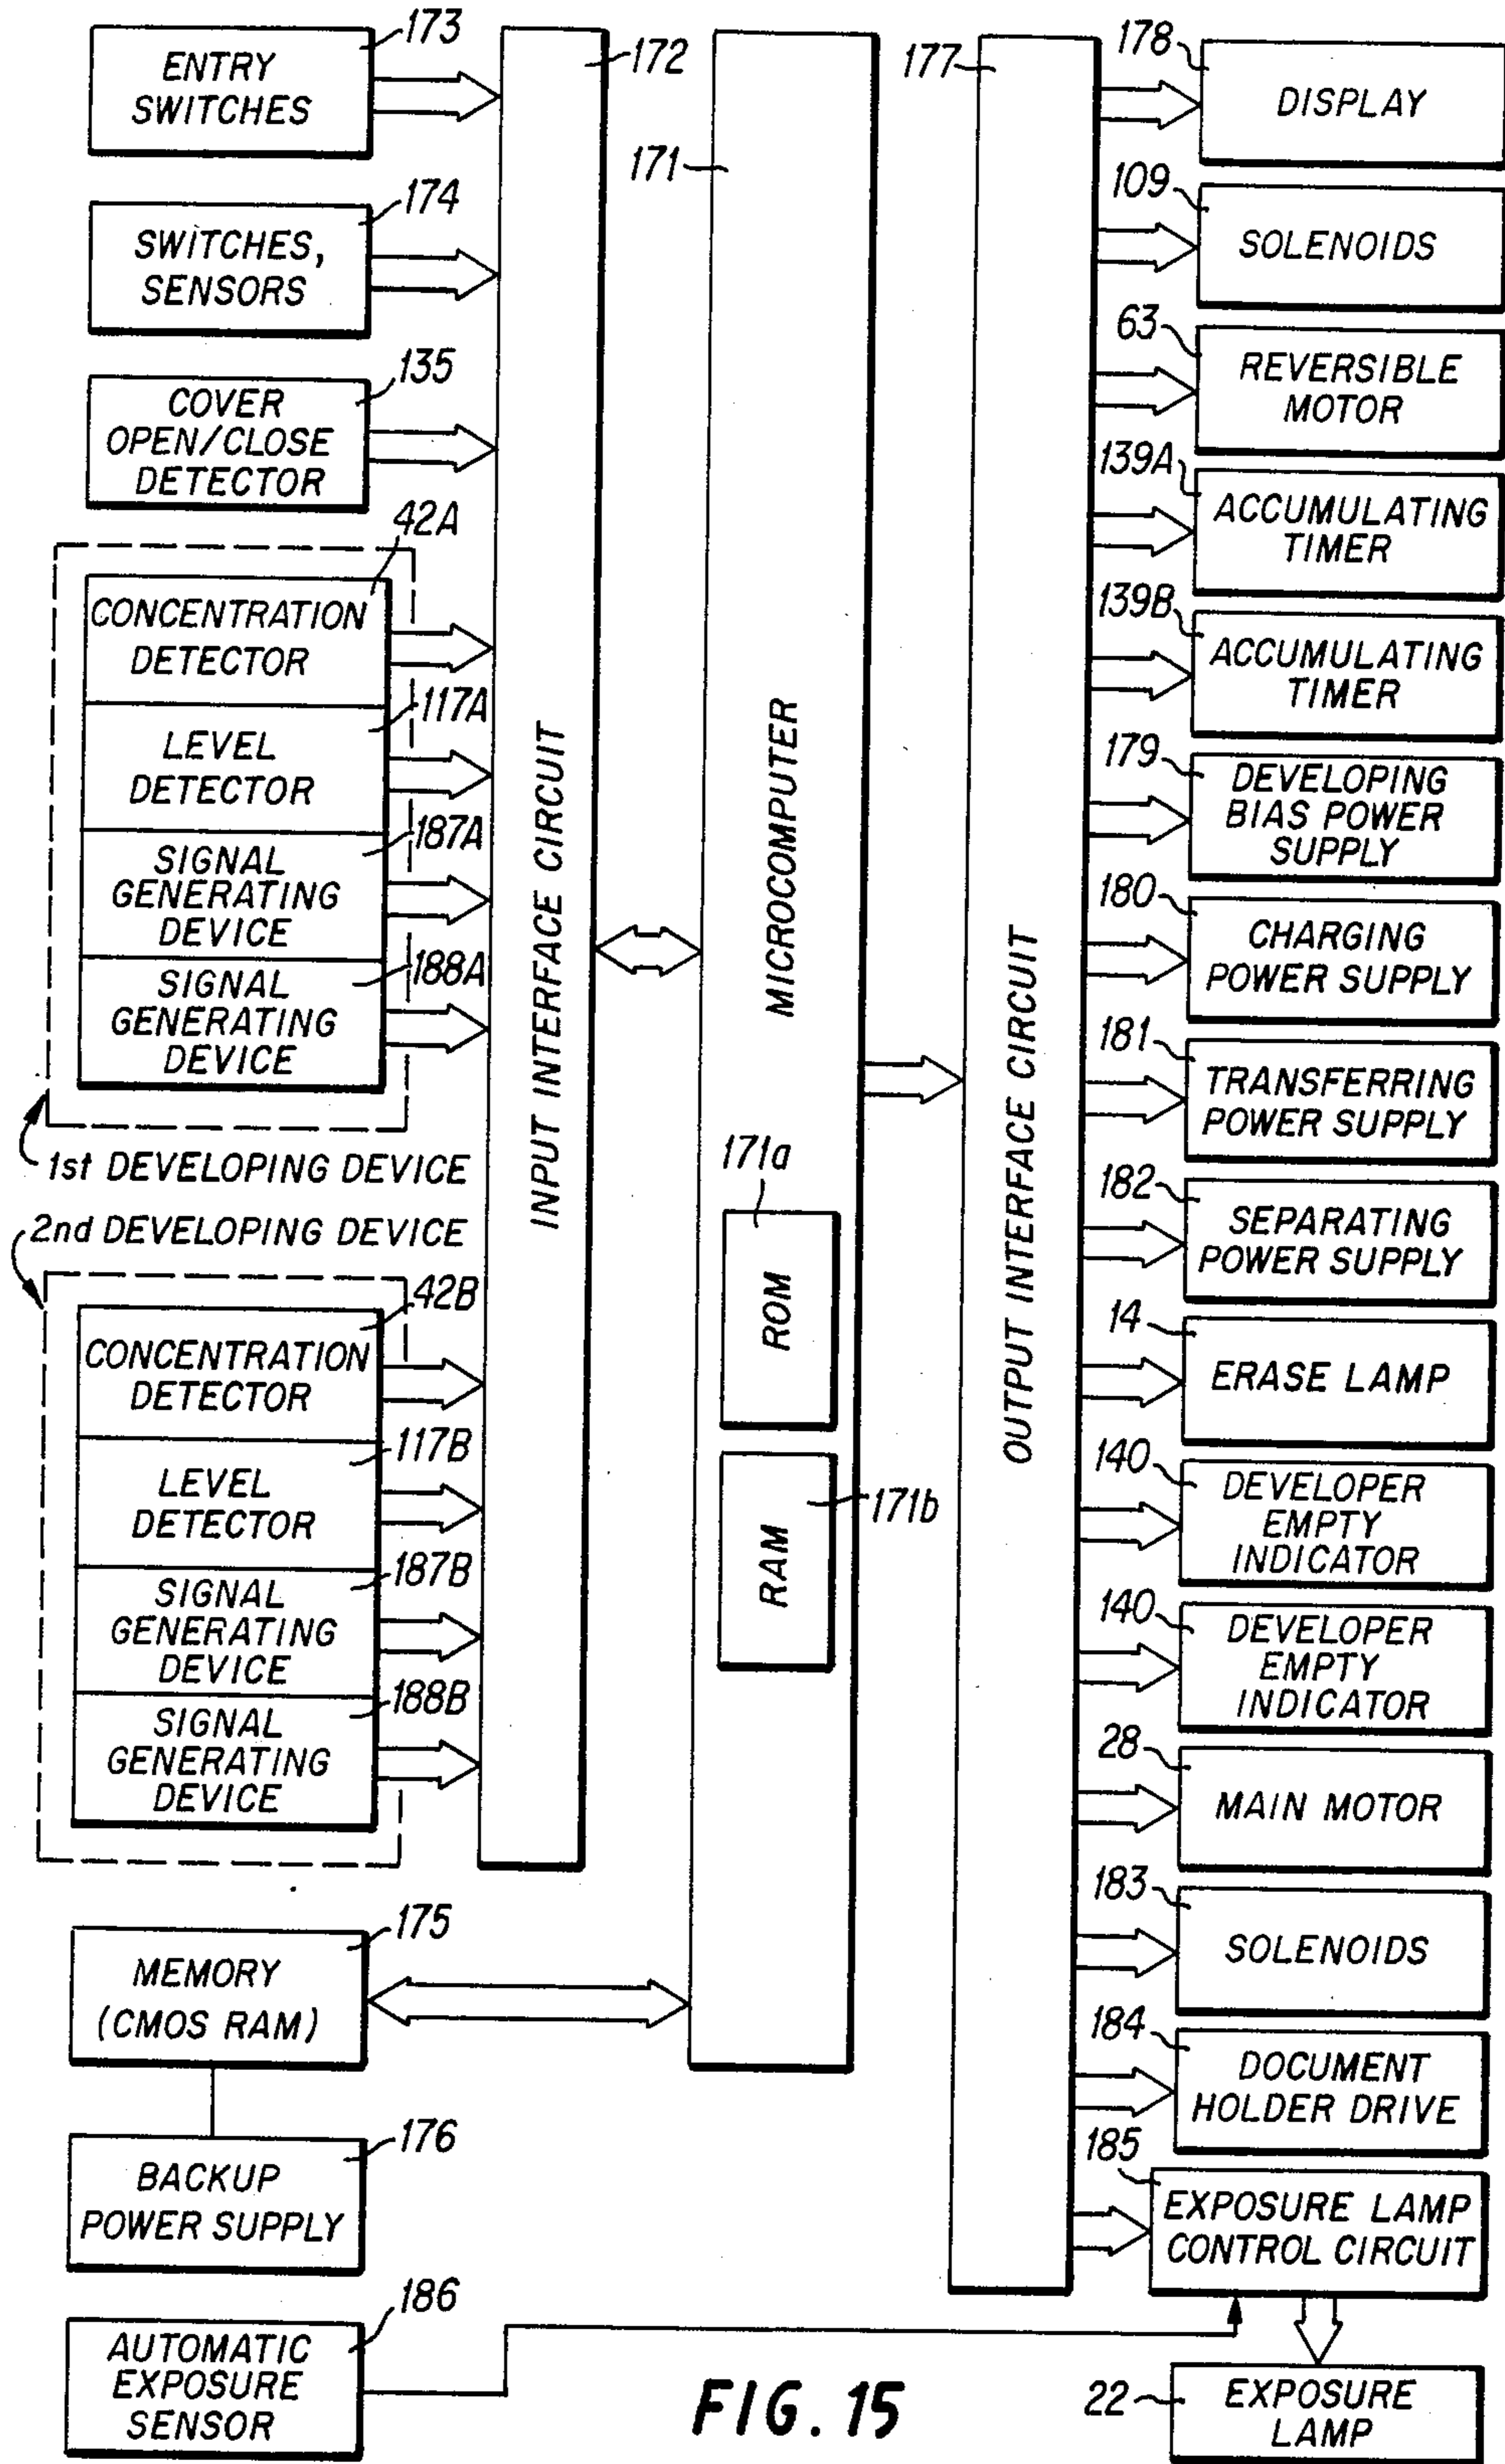 173
ENTRY
SWITCHES
174
SWITCHES,
SENSORS
135
COVER
OPEN/CLOSE
DETECTOR
42A
CONCENTRATION
DETECTOR
117A
LEVEL
DETECTOR
187A
SIGNAL
GENERATING
DEVICE
188A
SIGNAL
GENERATING
DEVICE
1st DEVELOPING DEVICE
2nd DEVELOPING DEVICE
42B
CONCENTRATION
DETECTOR
117B
LEVEL
DETECTOR
187B
SIGNAL
GENERATING
DEVICE
188B
SIGNAL
GENERATING
DEVICE
175
MEMORY
(CMOS RAM)
176
BACKUP
POWER SUPPLY
186
AUTOMATIC
EXPOSURE
SENSOR
172
INPUT INTERFACE CIRCUIT
171
MICROCOMPUTER
171a
ROM
171b
RAM
177
OUTPUT INTERFACE CIRCUIT
178
DISPLAY
109
SOLENOIDS
63
REVERSIBLE
MOTOR
139A
ACCUMULATING
TIMER
139B
ACCUMULATING
TIMER
179
DEVELOPING
BIAS POWER
SUPPLY
180
CHARGING
POWER SUPPLY
181
TRANSFERRING
POWER SUPPLY
182
SEPARATING
POWER SUPPLY
14
ERASE LAMP
140
DEVELOPER
EMPTY
INDICATOR
140
DEVELOPER
EMPTY
INDICATOR
28
MAIN MOTOR
183
SOLENOIDS
184
DOCUMENT
HOLDER DRIVE
185
EXPOSURE LAMP
CONTROL CIRCUIT
22
EXPOSURE
LAMP
FIG. 15